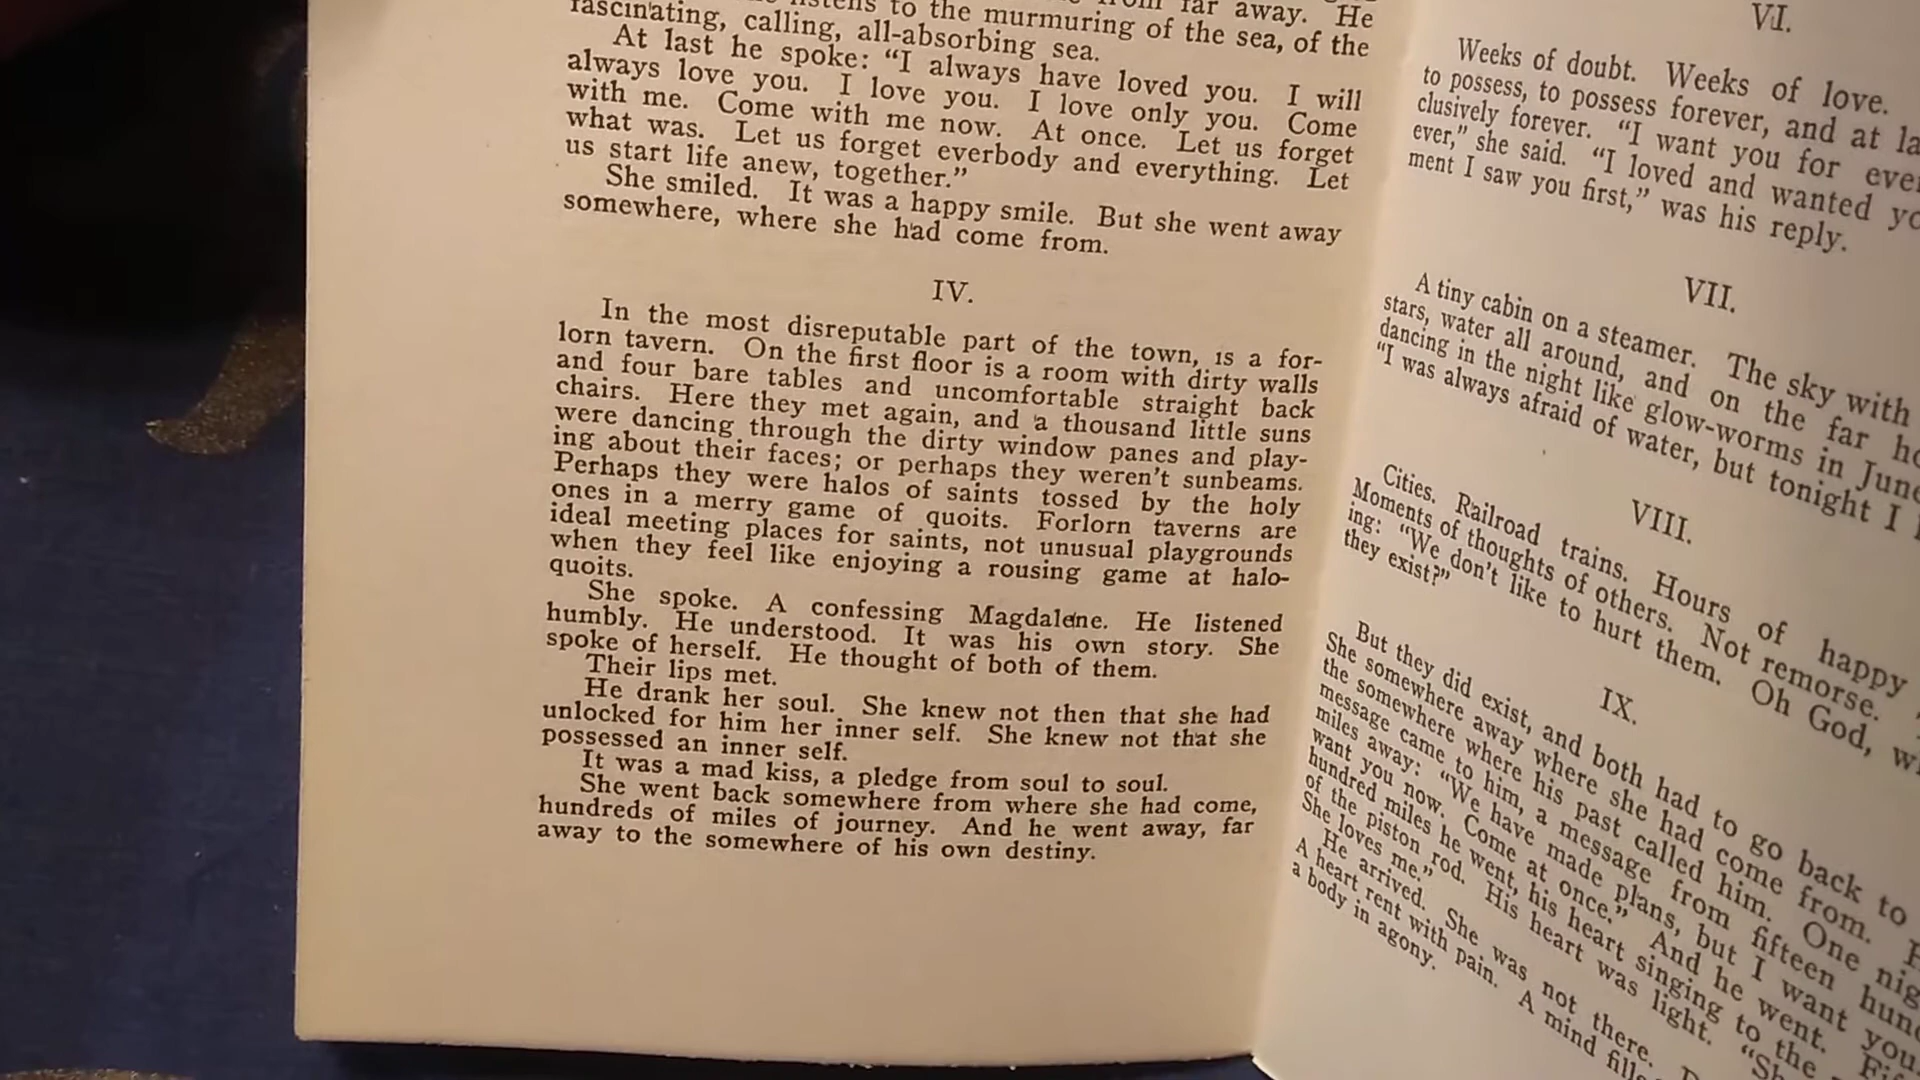 listens to the murmuring of the sea, of the
from far away. He
fascinating, calling, all-absorbing sea.
At last he spoke: “I always have loved you. I will
always love you. I love you. I love only you. Come
with me. Come with me now. At once. Let us forget
what was. Let us forget everbody and everything. Let
us start life anew, together.”
She smiled. It was a happy smile. But she went away
somewhere, where she had come from.
IV.
In the most disreputable part of the town, is a for-
lorn tavern. On the first floor is a room with dirty walls
and four bare tables and uncomfortable straight back
chairs. Here they met again, and a thousand little suns
were dancing through the dirty window panes and play-
ing about their faces; or perhaps they weren't sunbeams.
Perhaps they were halos of saints tossed by the holy
ones in a merry game of quoits. Forlorn taverns are
ideal meeting places for saints, not unusual playgrounds
when they feel like enjoying a rousing game at halo-
quoits.
She spoke. A confessing Magdalene. He listened
humbly. He understood. It was his own story. She
spoke of herself. He thought of both of them.
Their lips met.
He drank her soul. She knew not then that she had
unlocked for him her inner self. She knew not that she
possessed an inner self.
It was a mad kiss, a pledge from soul to soul.
She went back somewhere from where she had come,
hundreds of miles of journey. And he went away, far
away to the somewhere of his own destiny.
VI.
Weeks of doubt. Weeks of love.
to possess, to possess forever, and at
clusively forever. “I want you for
ever,” she said. “I loved and wanted
ment I saw you first,” was his reply.
VII.
A tiny cabin on a steamer. The sky with
stars, water all around, and on the far
dancing in the night like glow-worms in June
“I was always afraid of water, but tonight I
VIII.
Cities. Railroad trains. Hours of happy
Moments of thoughts of others. Not remorse.
ing: “We don't like to hurt them. Oh God,
they exist?”
IX.
But they did exist, and both had to go back to
She somewhere away where she had come from.
the somewhere where his past called him. One
message came to him, a message from fifteen
miles away: “We have made plans, but I want you
want you now. Come at once.” And he went.
hundred miles he went, his heart singing to the
of the piston rod. His heart was light.
She loves me.”
He arrived. She was not there.
A heart rent with pain. A mind
a body in agony.